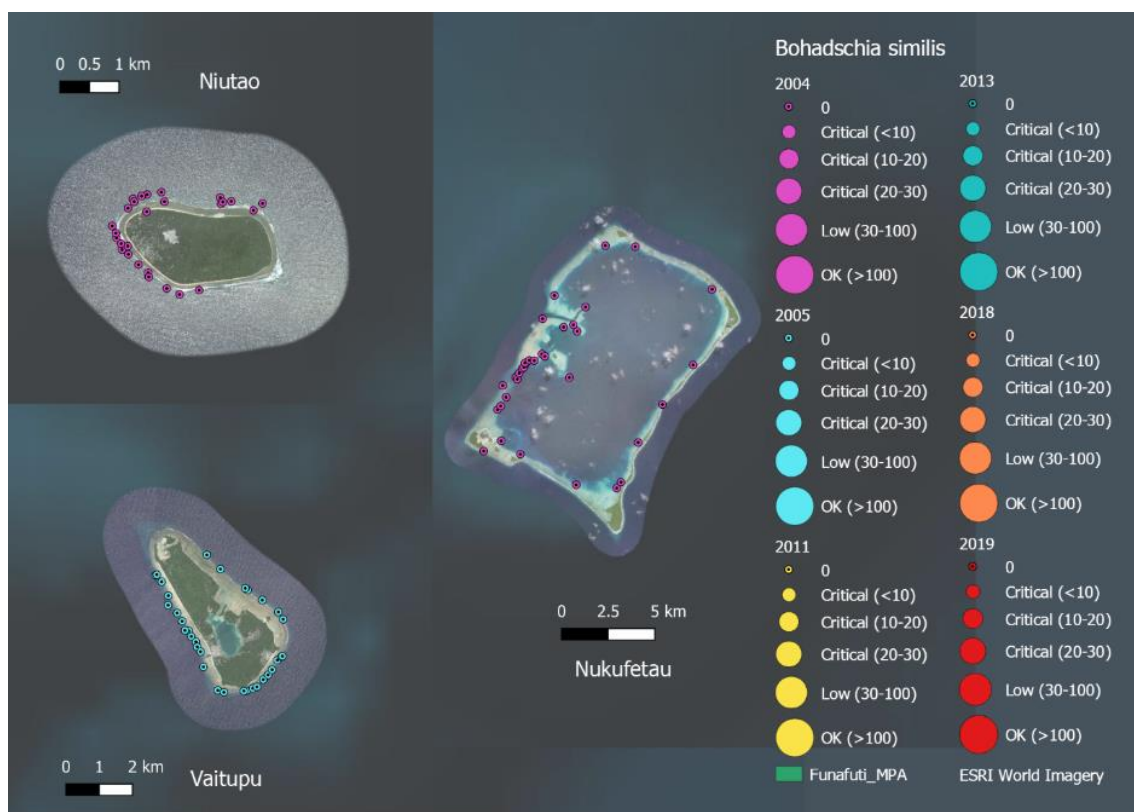 0 0.5 1 km
Niutao
0 1 2 km
Vaitupu
0 2.5 5 km
Nukufetau
Bohadschia similis
2004
0
Critical (<10)
Critical (10-20)
Critical (20-30)
Low (30-100)
OK (>100)
2005
0
Critical (<10)
Critical (10-20)
Critical (20-30)
Low (30-100)
OK (>100)
2011
0
Critical (<10)
Critical (10-20)
Critical (20-30)
Low (30-100)
OK (>100)
Funafuti_MPA
2013
0
Critical (<10)
Critical (10-20)
Critical (20-30)
Low (30-100)
OK (>100)
2018
0
Critical (<10)
Critical (10-20)
Critical (20-30)
Low (30-100)
OK (>100)
2019
0
Critical (<10)
Critical (10-20)
Critical (20-30)
Low (30-100)
OK (>100)
ESRI World Imagery